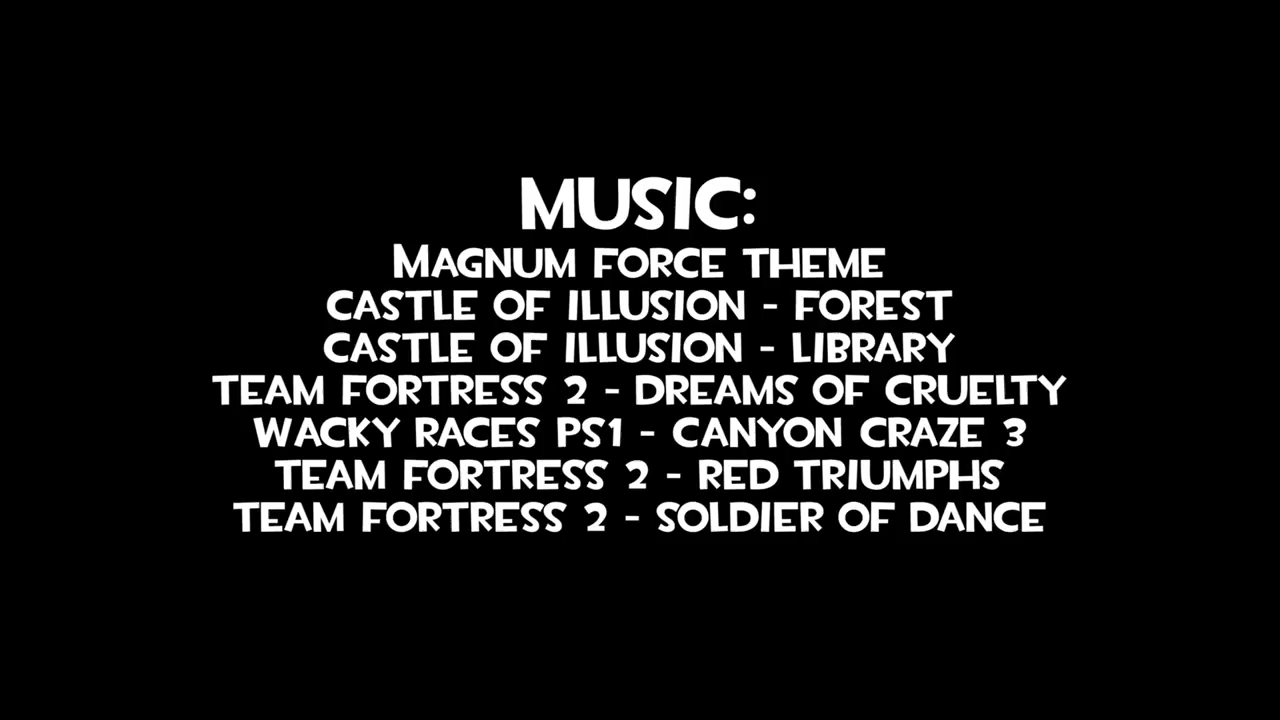 MUSIC:
MAGNUM FORCE THEME
CASTLE OF ILLUSION - FOREST
CASTLE OF ILLUSION - LIBRARY
TEAM FORTRESS 2 - DREAMS OF CRUELTY
WACKY RACES PS1 - CANYON CRAZE 3
TEAM FORTRESS 2 - RED TRIUMPHS
TEAM FORTRESS 2 - SOLDIER OF DANCE